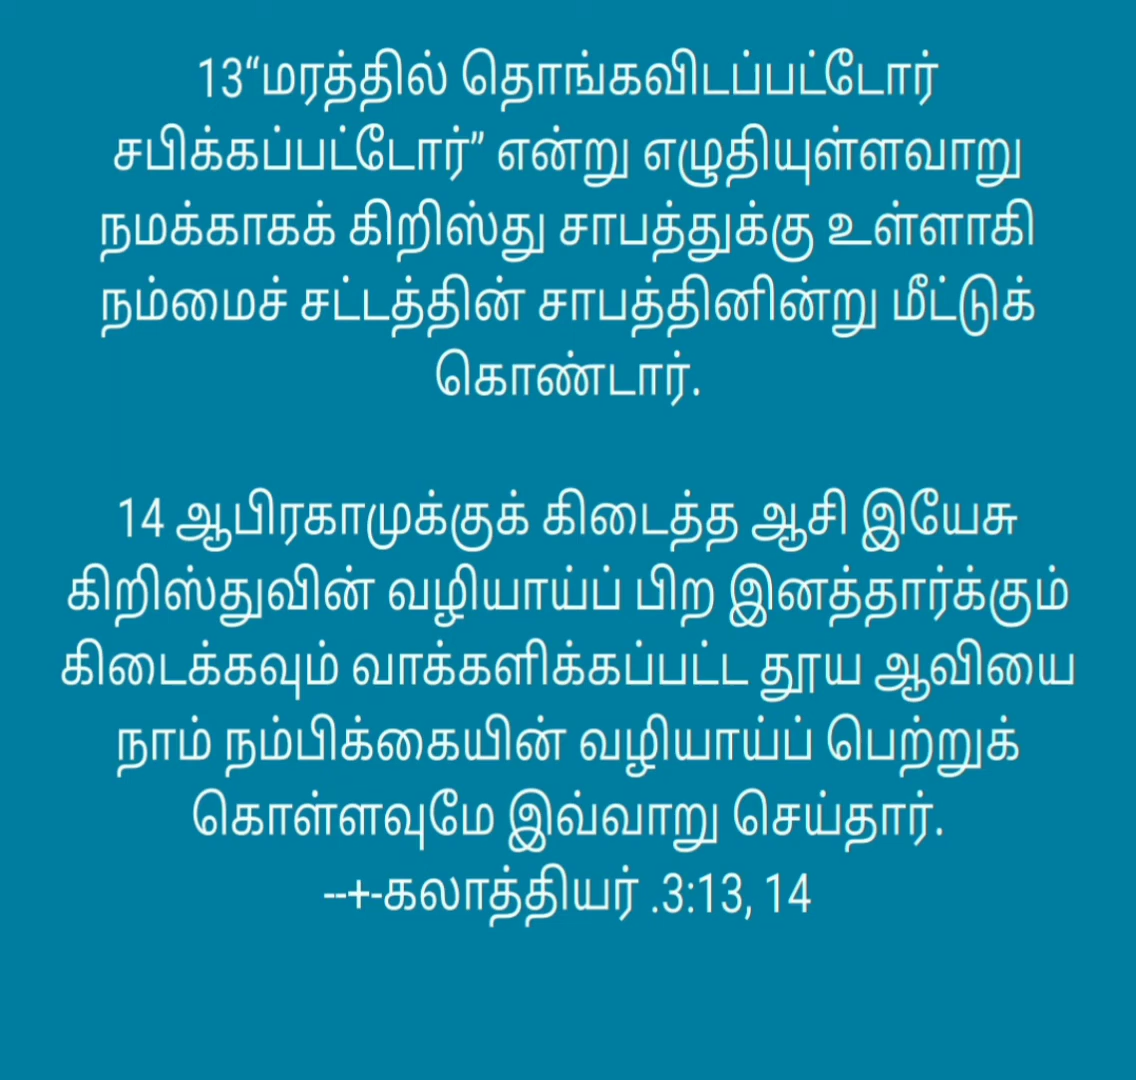 13“மரத்தில் தொங்கவிடப்பட்டோர்
சபிக்கப்பட்டோர்” என்று எழுதியுள்ளவாறு
நமக்காகக் கிறிஸ்து சாபத்துக்கு உள்ளாகி
நம்மைச் சட்டத்தின் சாபத்தினின்று மீட்டுக்
கொண்டார்.
14 ஆபிரகாமுக்குக் கிடைத்த ஆசி இயேசு
கிறிஸ்துவின் வழியாய்ப் பிற இனத்தார்க்கும்
கிடைக்கவும் வாக்களிக்கப்பட்ட தூய ஆவியை
நாம் நம்பிக்கையின் வழியாய்ப் பெற்றுக்
கொள்ளவுமே இவ்வாறு செய்தார்.
--+-கலாத்தியர் .3:13, 14